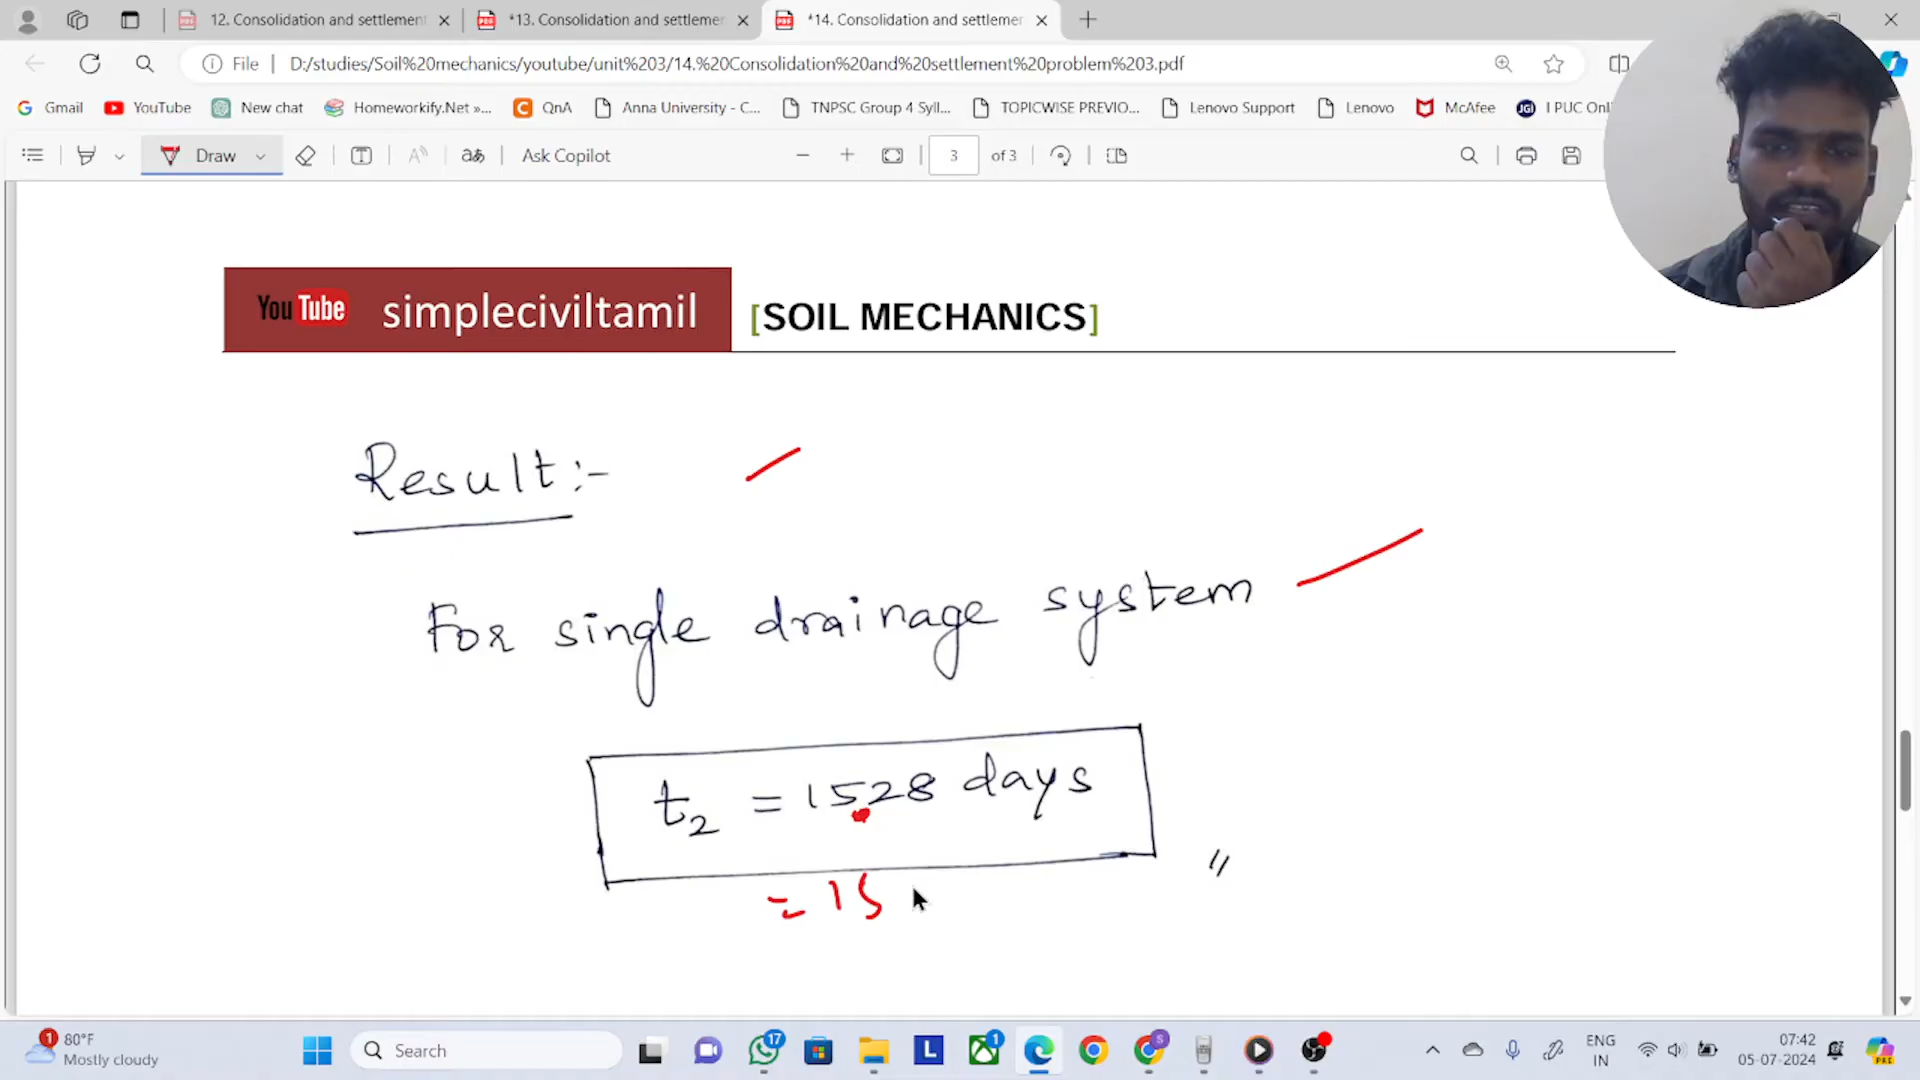 12. Consolidation and settlement
*13. Consolidation and settlemer
*14. Consolidation and settlemer
File
D:/studies/Soil%20mechanics/youtube/unit%203/14.%20Consolidation%20and%20settlement%20problem%203.pdf
Gmail
YouTube
New chat
Homeworkify.Net »...
QnA
Anna University - C...
TNPSC Group 4 Syll...
TOPICWISE PREVIO...
Lenovo Support
Lenovo
McAfee
I PUC Onl
Draw
Ask Copilot
3
of 3
YouTube simpleciviltamil [SOIL MECHANICS]
Result:-
For single drainage system
t₂ = 1528 days
= 15
80°F
Mostly cloudy
Search
17
1
ENG
IN
07:42
05-07-2024